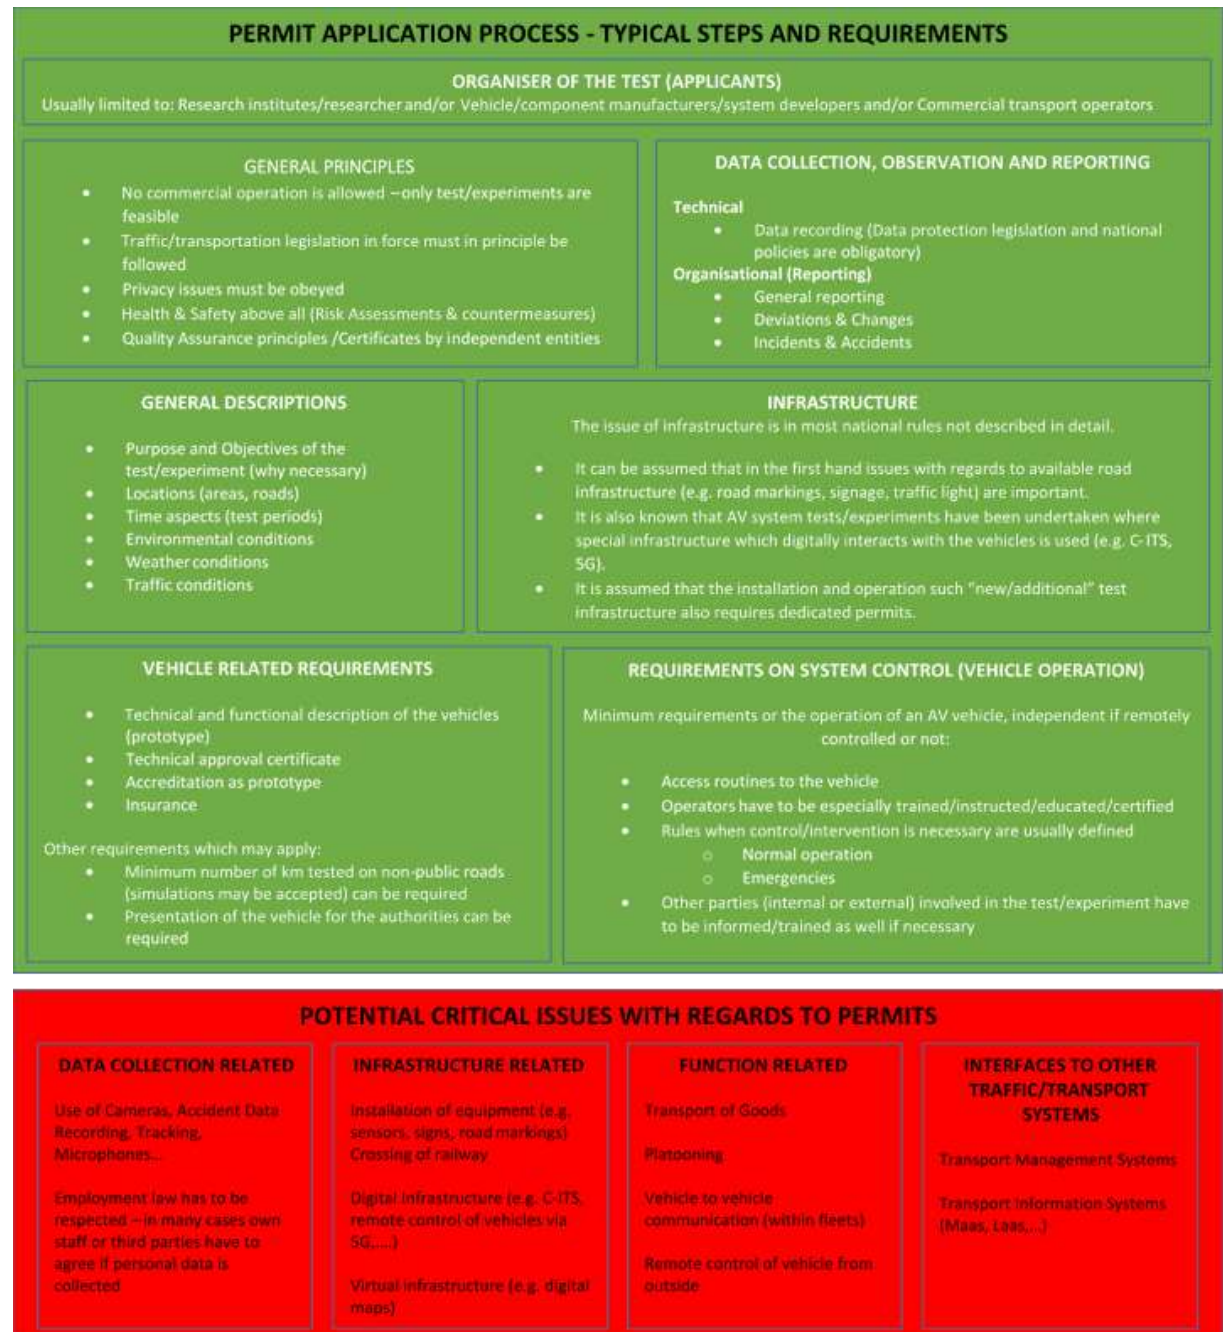 PERMIT APPLICATION PROCESS - TYPICAL STEPS AND REQUIREMENTS
ORGANISER OF THE TEST (APPLICANTS)
Usually limited to: Research institutes/researcher and/or Vehicle/component manufacturers/system developers and/or Commercial transport operators
GENERAL PRINCIPLES
• No commercial operation is allowed –only test/experiments are
feasible
• Traffic/transportation legislation in force must in principle be
followed
• Privacy issues must be obeyed
• Health & Safety above all (Risk Assessments & countermeasures)
• Quality Assurance principles /Certificates by independent entities
DATA COLLECTION, OBSERVATION AND REPORTING
Technical
• Data recording (Data protection legislation and national
policies are obligatory)
Organisational (Reporting)
• General reporting
• Deviations & Changes
• Incidents & Accidents
GENERAL DESCRIPTIONS
• Purpose and Objectives of the
test/experiment (why necessary)
• Locations (areas, roads)
• Time aspects (test periods)
• Environmental conditions
• Weather conditions
• Traffic conditions
INFRASTRUCTURE
The issue of infrastructure is in most national rules not described in detail.
• It can be assumed that in the first hand issues with regards to available road
infrastructure (e.g. road markings, signage, traffic light) are important.
• It is also known that AV system tests/experiments have been undertaken where
special infrastructure which digitally interacts with the vehicles is used (e.g. C-ITS,
5G).
• It is assumed that the installation and operation such “new/additional” test
infrastructure also requires dedicated permits.
VEHICLE RELATED REQUIREMENTS
• Technical and functional description of the vehicles
(prototype)
• Technical approval certificate
• Accreditation as prototype
• Insurance
Other requirements which may apply:
• Minimum number of km tested on non-public roads
(simulations may be accepted) can be required
• Presentation of the vehicle for the authorities can be
required
REQUIREMENTS ON SYSTEM CONTROL (VEHICLE OPERATION)
Minimum requirements or the operation of an AV vehicle, independent if remotely
controlled or not:
• Access routines to the vehicle
• Operators have to be especially trained/instructed/educated/certified
• Rules when control/intervention is necessary are usually defined
o Normal operation
o Emergencies
• Other parties (internal or external) involved in the test/experiment have
to be informed/trained as well if necessary
POTENTIAL CRITICAL ISSUES WITH REGARDS TO PERMITS
DATA COLLECTION RELATED
Use of Cameras, Accident Data
Recording, Tracking,
Microphones...
Employment law has to be
respected – in many cases own
staff or third parties have to
agree if personal data is
collected
INFRASTRUCTURE RELATED
Installation of equipment (e.g.
sensors, signs, road markings)
Crossing of railway
Digital infrastructure (e.g. C-ITS,
remote control of vehicles via
5G,....)
Virtual infrastructure (e.g. digital
maps)
FUNCTION RELATED
Transport of Goods
Platooning
Vehicle to vehicle
communication (within fleets)
Remote control of vehicle from
outside
INTERFACES TO OTHER
TRAFFIC/TRANSPORT
SYSTEMS
Transport Management Systems
Transport Information Systems
(Maas, Laas,...)